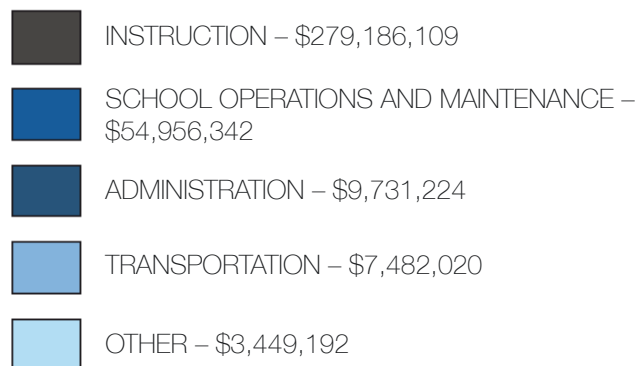 INSTRUCTION – $279,186,109
SCHOOL OPERATIONS AND MAINTENANCE –
$54,956,342
ADMINISTRATION – $9,731,224
TRANSPORTATION – $7,482,020
OTHER – $3,449,192